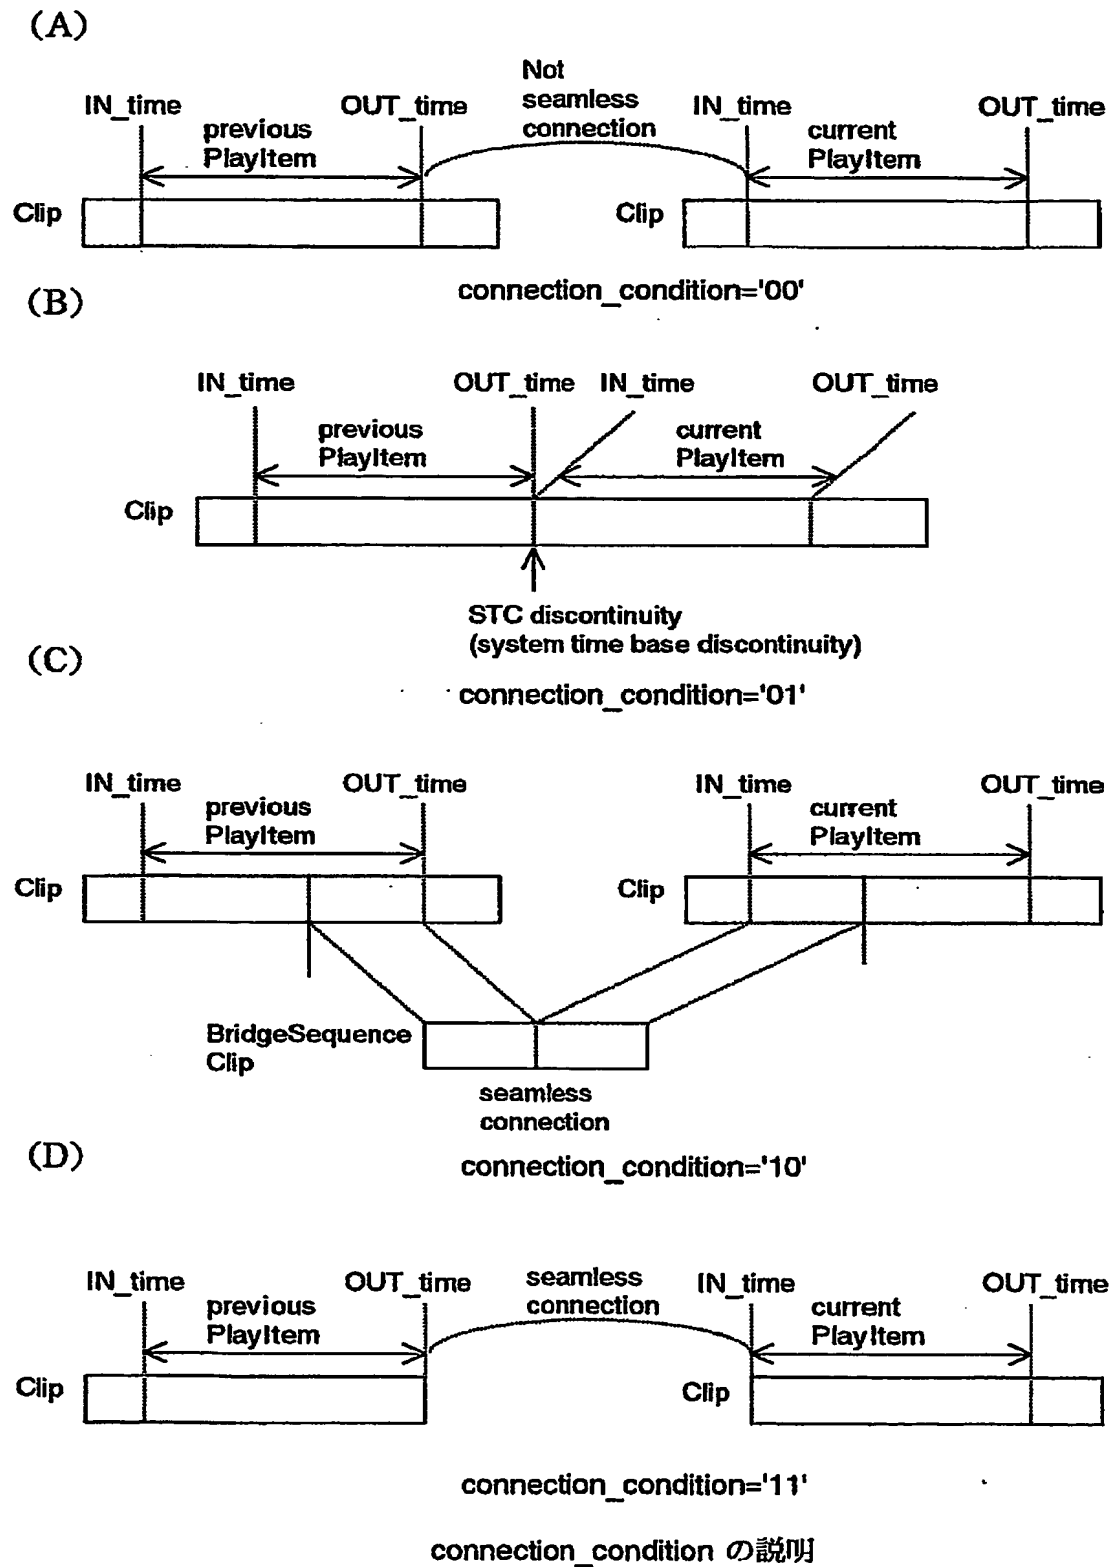 (A)
Not
seamless
connection
IN_time
OUT_time
IN_time
OUT_time
previous
PlayItem
current
PlayItem
Clip
Clip
connection_condition='00'
(B)
IN_time
OUT_time
IN_time
OUT_time
previous
PlayItem
current
PlayItem
Clip
STC discontinuity
(system time base discontinuity)
(C)
connection_condition='01'
IN_time
OUT_time
IN_time
OUT_time
previous
PlayItem
current
PlayItem
Clip
Clip
BridgeSequence
Clip
seamless
connection
(D)
connection_condition='10'
IN_time
OUT_time
seamless
connection
IN_time
OUT_time
previous
PlayItem
current
PlayItem
Clip
Clip
connection_condition='11'
connection_condition の説明